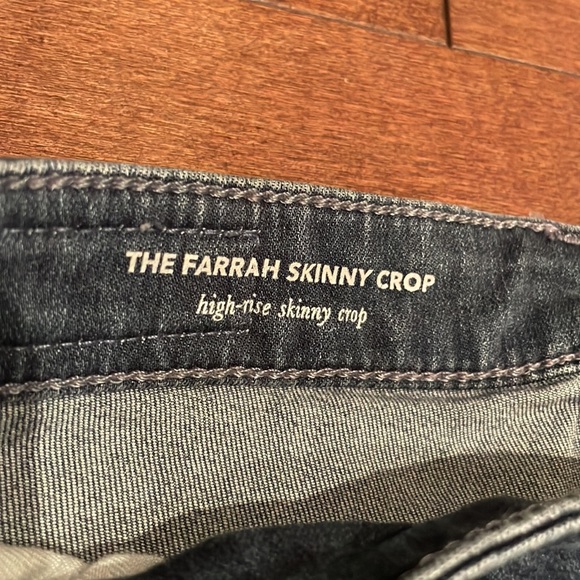 THE FARRAH SKINNY CROP
high-rise skinny crop